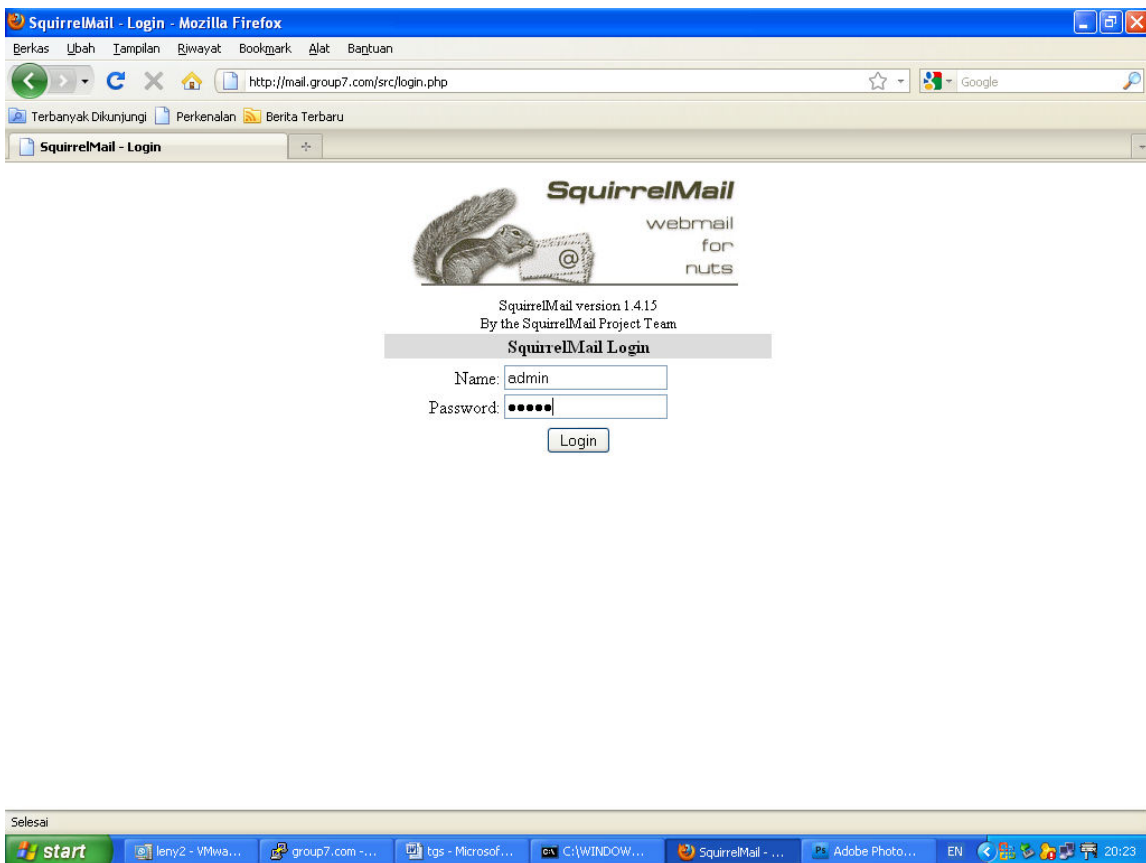 SquirrelMail - Login - Mozilla Firefox
Berkas Ubah Tampilan Riwayat Bookmark Alat Bantuan
http://mail.group7.com/src/login.php
Google
Terbanyak Dikunjungi Perkenalan Berita Terbaru
SquirrelMail - Login
SquirrelMail
webmail
for
nuts
@
SquirrelMail version 1.4.15
By the SquirrelMail Project Team
SquirrelMail Login
Name: admin
Password: •••••
Login
Selesai
start leny2 - VMwa... group7.com -... tgs - Microsof... C:\WINDOW... SquirrelMail - ... Ps Adobe Photo... EN 20:23